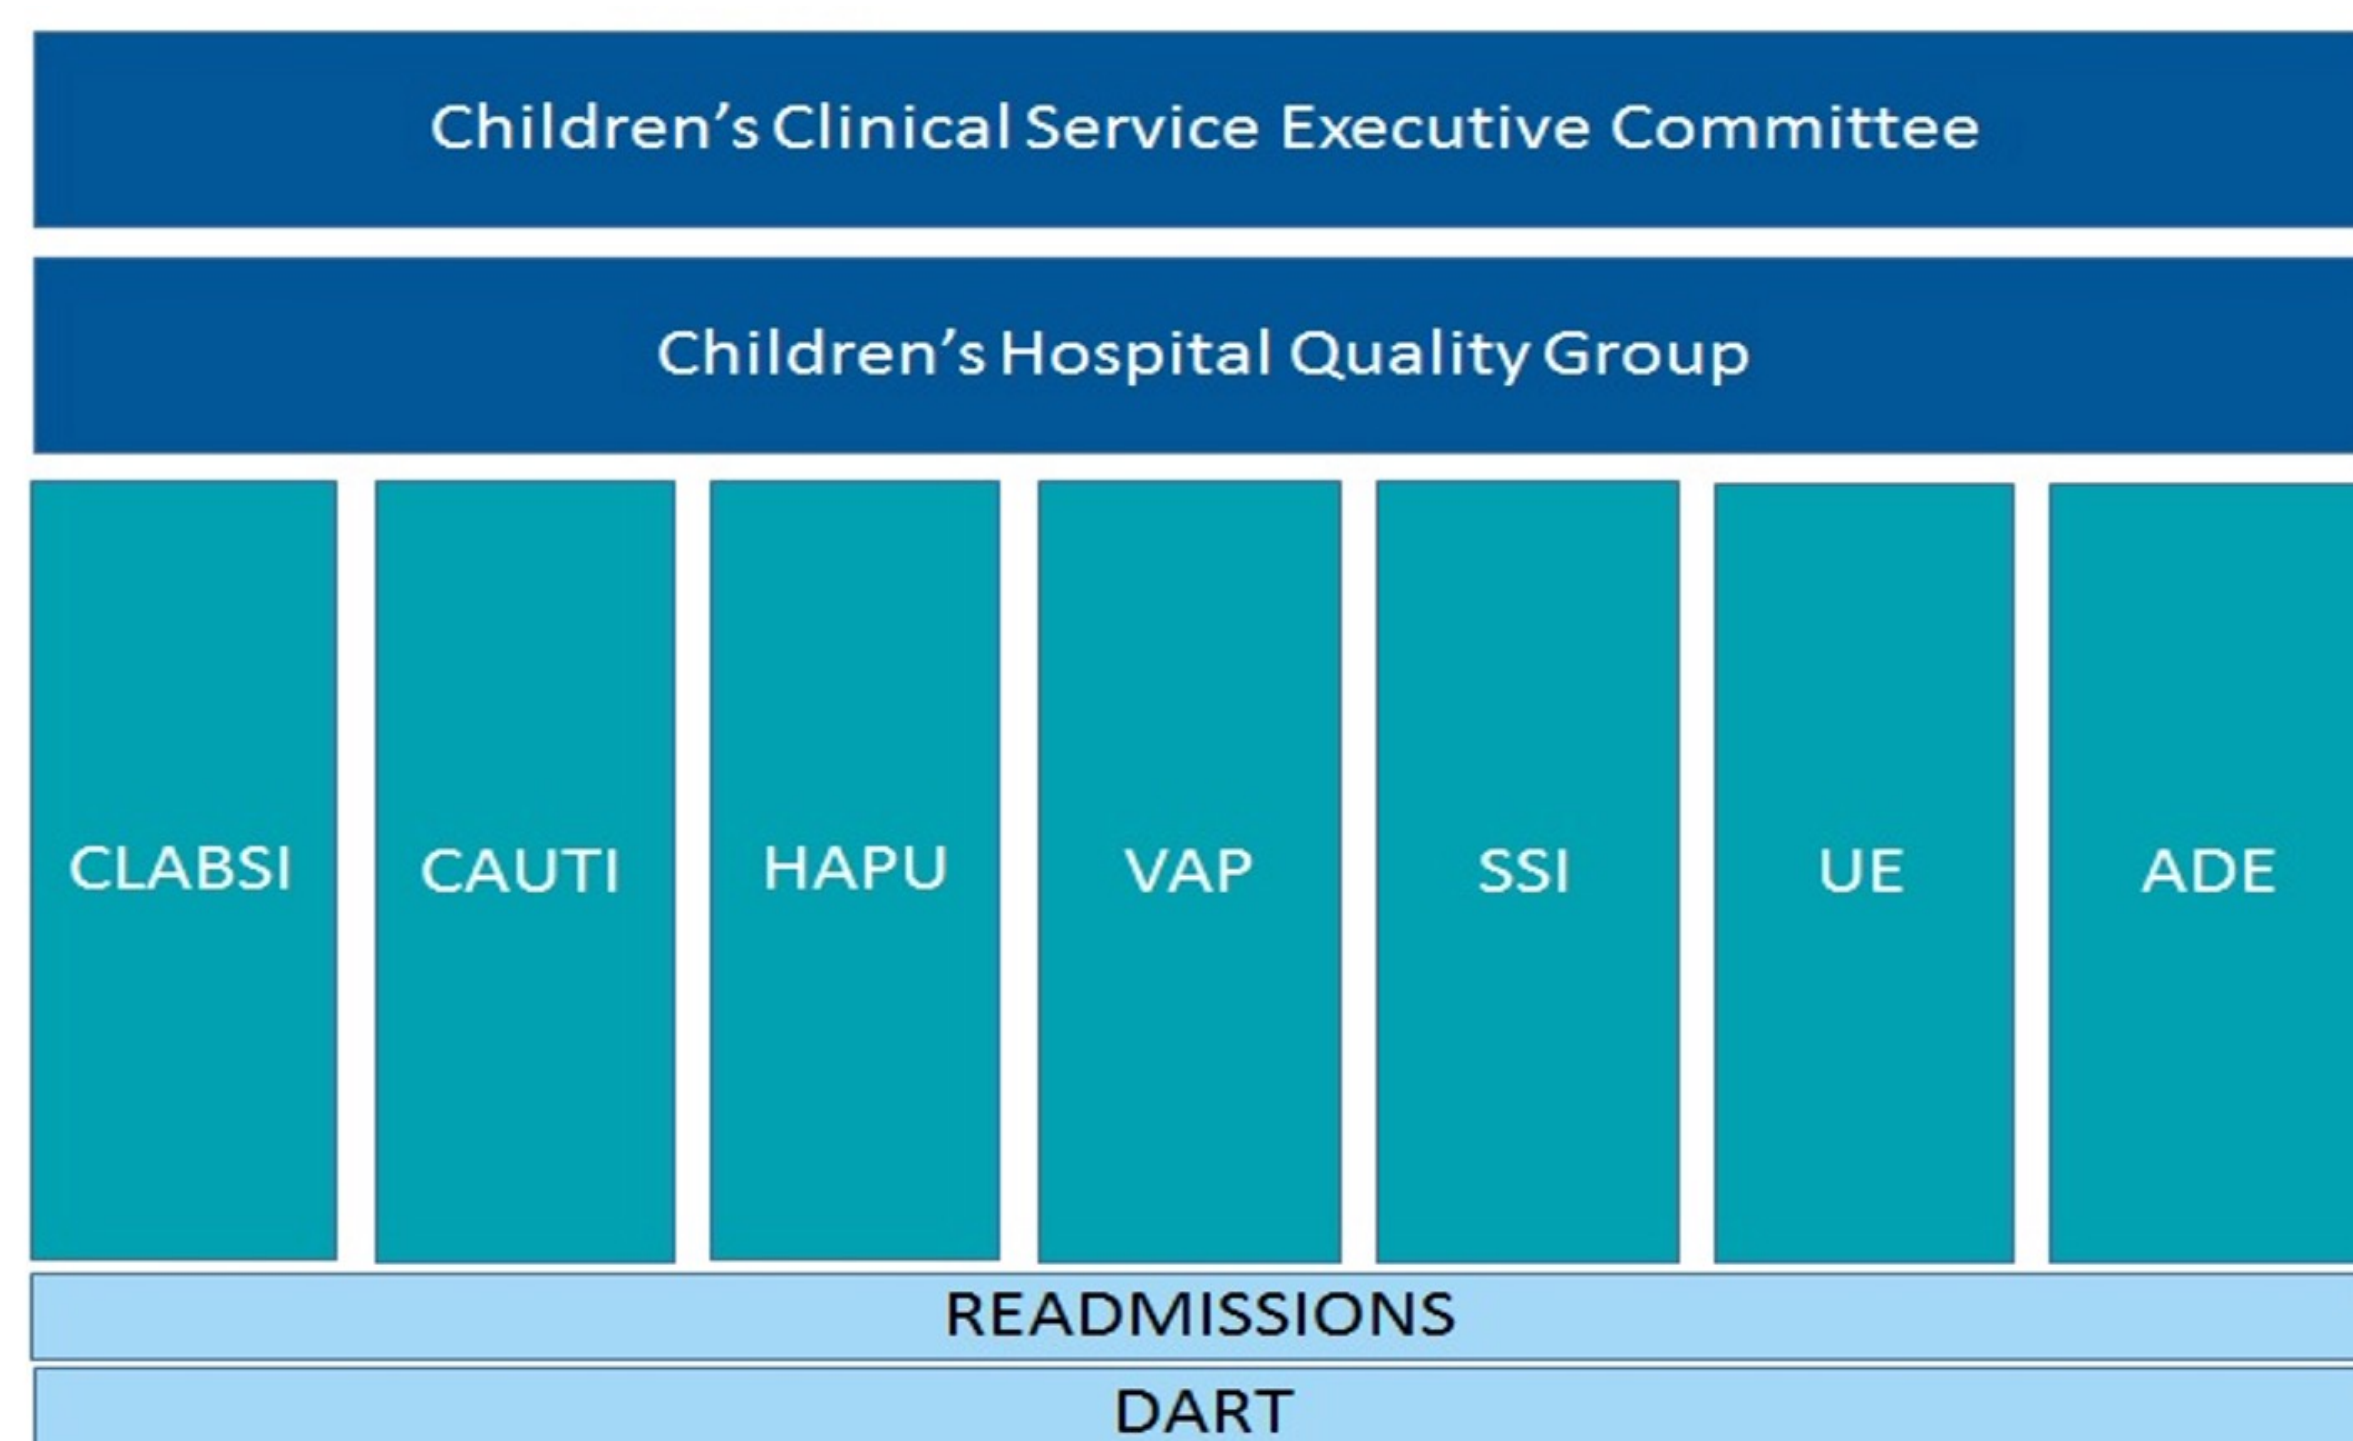 Children’s Clinical Service Executive Committee
Children’s Hospital Quality Group
CLABSI
CAUTI
HAPU
VAP
SSI
UE
ADE
READMISSIONS
DART